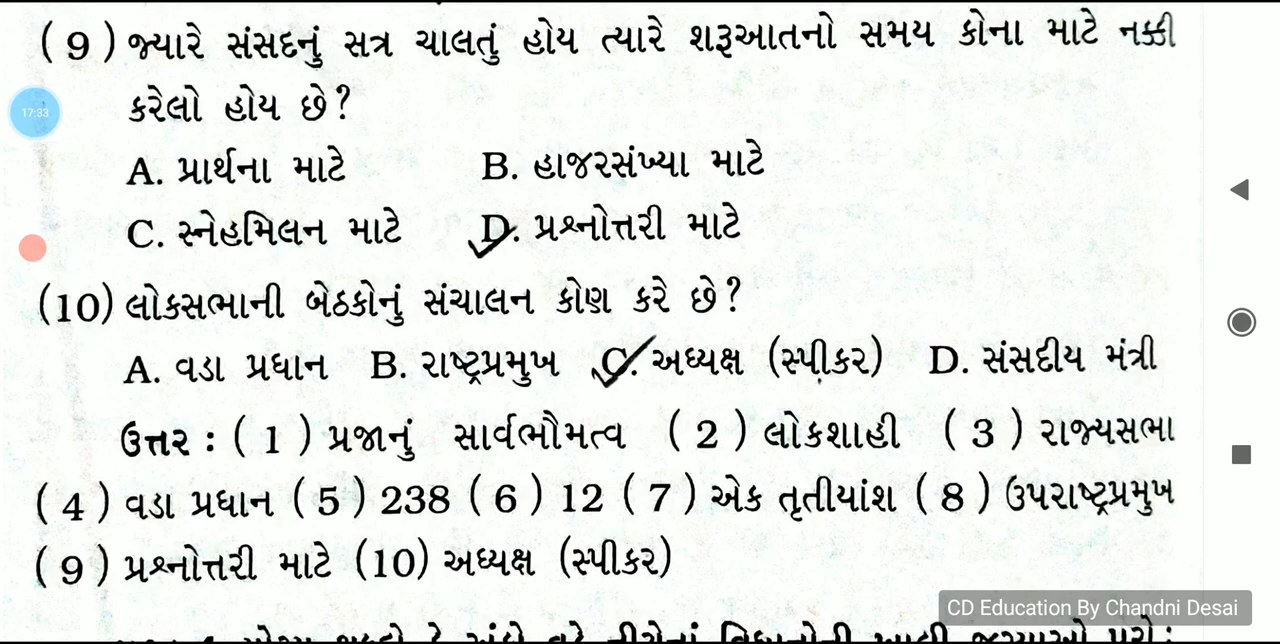 (9) જ્યારે સંસદનું સત્ર ચાલતું હોય ત્યારે શરૂઆતનો સમય કોના માટે નક્કી
કરેલો હોય છે?
17:33
A. પ્રાર્થના માટે B. હાજરસંખ્યા માટે
C. સ્નેહમિલન માટે D. પ્રશ્નોત્તરી માટે
(10) લોકસભાની બેઠકોનું સંચાલન કોણ કરે છે?
A. વડા પ્રધાન B. રાષ્ટ્રપ્રમુખ C. અધ્યક્ષ (સ્પીકર) D. સંસદીય મંત્રી
ઉત્તર : (1) પ્રજાનું સાર્વભૌમત્વ (2) લોકશાહી (3) રાજ્યસભા
(4) વડા પ્રધાન (5) 238 (6) 12 (7) એક તૃતીયાંશ (8) ઉપરાષ્ટ્રપ્રમુખ
(9) પ્રશ્નોત્તરી માટે (10) અધ્યક્ષ (સ્પીકર)
CD Education By Chandni Desai